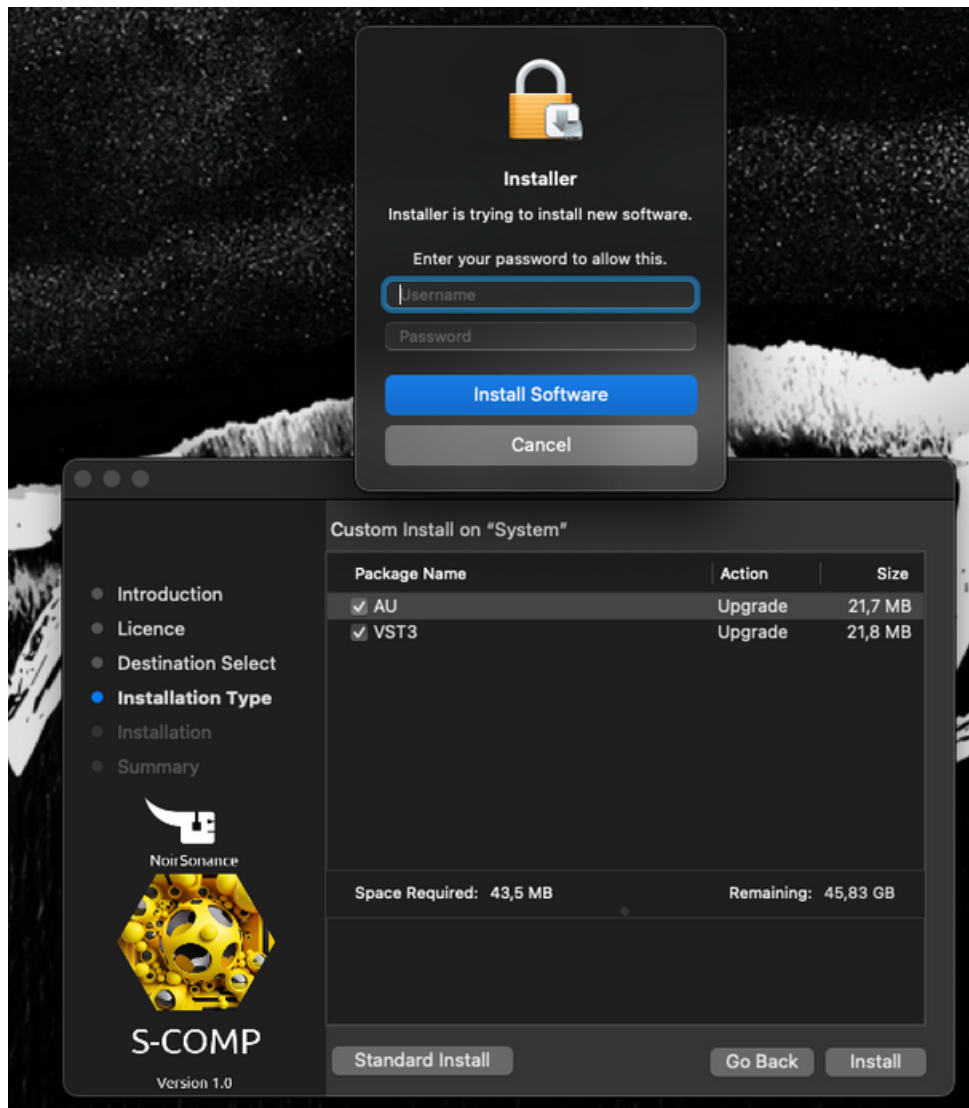 Installer
Installer is trying to install new software.
Enter your password to allow this.
Username
Password
Install Software
Cancel
Custom Install on "System"
Package Name Action Size
AU Upgrade 21,7 MB
VST3 Upgrade 21,8 MB
Introduction
Licence
Destination Select
Installation Type
Installation
Summary
NoirSonance
S-COMP
Version 1.0
Space Required: 43,5 MB Remaining: 45,83 GB
Standard Install Go Back Install